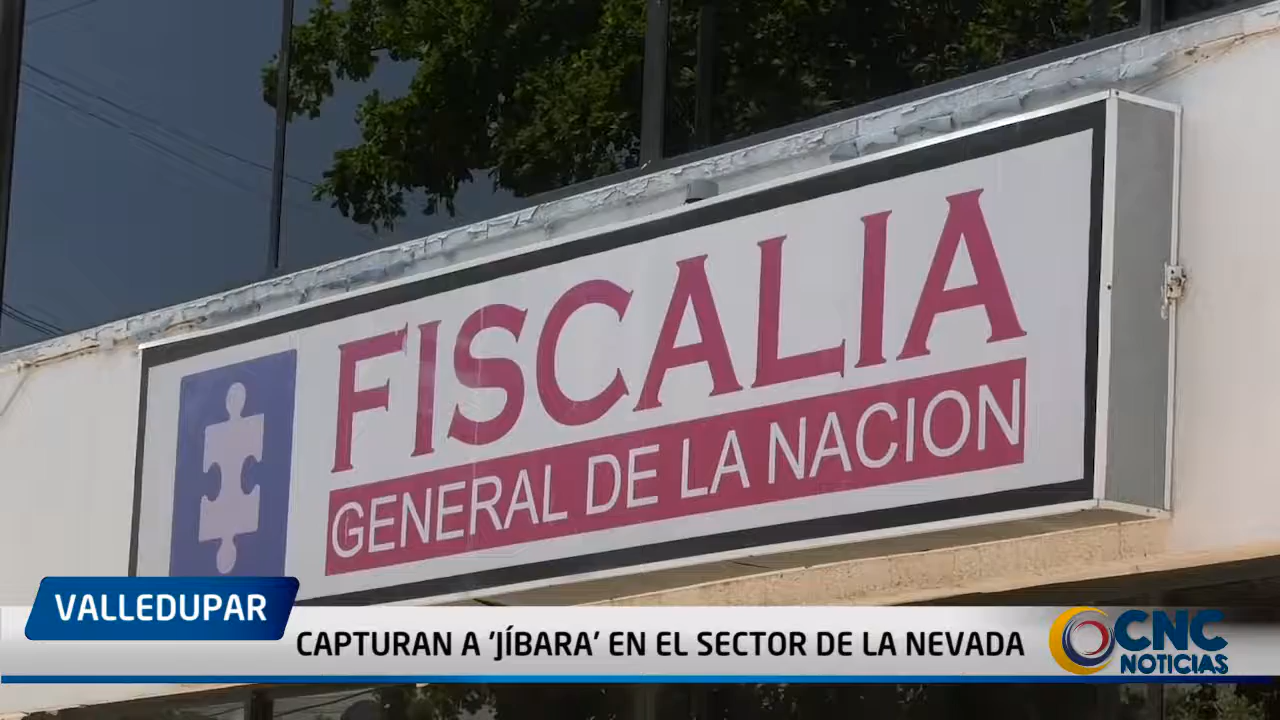 FISCALIA
GENERAL DE LA NACION
VALLEDUPAR
CAPTURAN A 'JÍBARA' EN EL SECTOR DE LA NEVADA
CNC
NOTICIAS